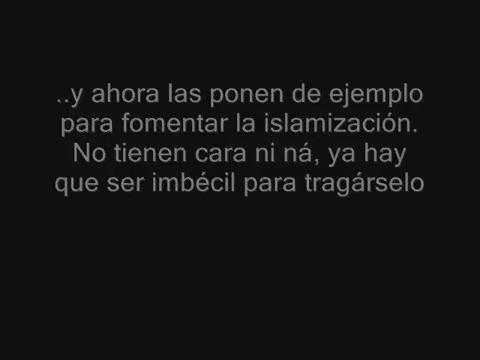 ..y ahora las ponen de ejemplo
para fomentar la islamización.
No tienen cara ni ná, ya hay
que ser imbécil para tragárselo